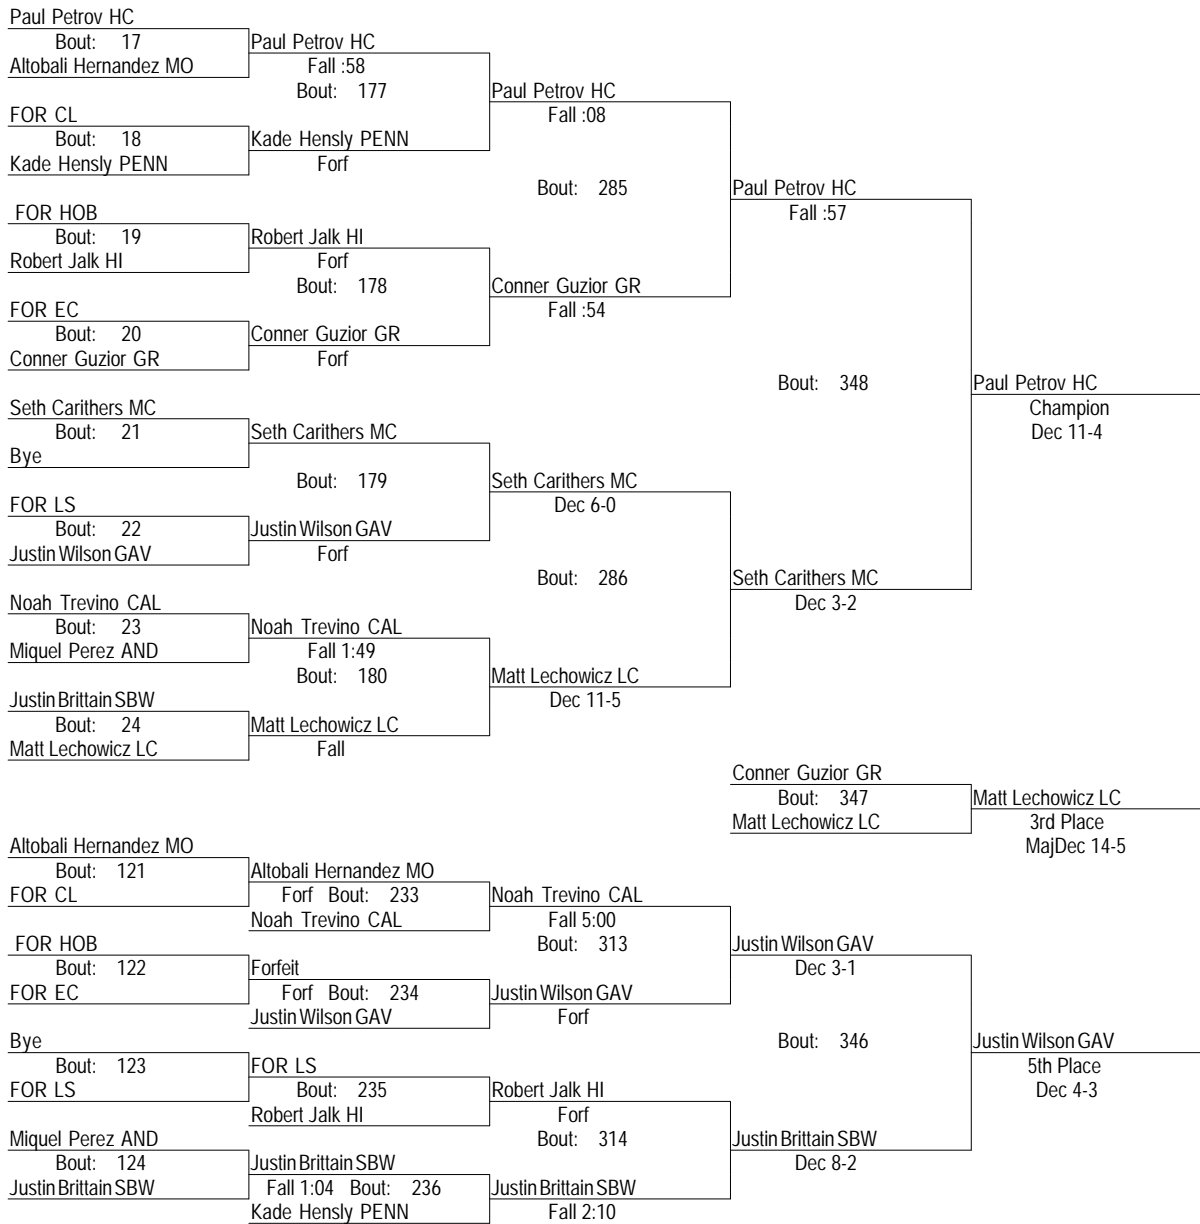 Paul Petrov HC
Bout: 17
Altobali Hernandez MO
Paul Petrov HC
Fall :58
Bout: 177
FOR CL
Bout: 18
Kade Hensly PENN
Kade Hensly PENN
Forf
Paul Petrov HC
Fall :08
Bout: 285
FOR HOB
Bout: 19
Robert Jalk HI
Robert Jalk HI
Forf
Bout: 178
FOR EC
Bout: 20
Conner Guzior GR
Conner Guzior GR
Forf
Conner Guzior GR
Fall :54
Paul Petrov HC
Fall :57
Bout: 348
Seth Carithers MC
Bout: 21
Bye
Seth Carithers MC
Bout: 179
FOR LS
Bout: 22
Justin Wilson GAV
Justin Wilson GAV
Forf
Seth Carithers MC
Dec 6-0
Bout: 286
Noah Trevino CAL
Bout: 23
Miquel Perez AND
Noah Trevino CAL
Fall 1:49
Bout: 180
Justin Brittain SBW
Bout: 24
Matt Lechowicz LC
Matt Lechowicz LC
Fall
Matt Lechowicz LC
Dec 11-5
Seth Carithers MC
Dec 3-2
Paul Petrov HC
Champion
Dec 11-4
Conner Guzior GR
Bout: 347
Matt Lechowicz LC
Matt Lechowicz LC
3rd Place
MajDec 14-5
Altobali Hernandez MO
Bout: 121
FOR CL
Altobali Hernandez MO
Forf Bout: 233
Noah Trevino CAL
Noah Trevino CAL
Fall 5:00
Bout: 313
FOR HOB
Bout: 122
FOR EC
Forfeit
Forf Bout: 234
Justin Wilson GAV
Justin Wilson GAV
Forf
Justin Wilson GAV
Dec 3-1
Bout: 346
Bye
Bout: 123
FOR LS
FOR LS
Bout: 235
Robert Jalk HI
Robert Jalk HI
Forf
Bout: 314
Miquel Perez AND
Bout: 124
Justin Brittain SBW
Justin Brittain SBW
Fall 1:04 Bout: 236
Kade Hensly PENN
Justin Brittain SBW
Fall 2:10
Justin Brittain SBW
Dec 8-2
Justin Wilson GAV
5th Place
Dec 4-3